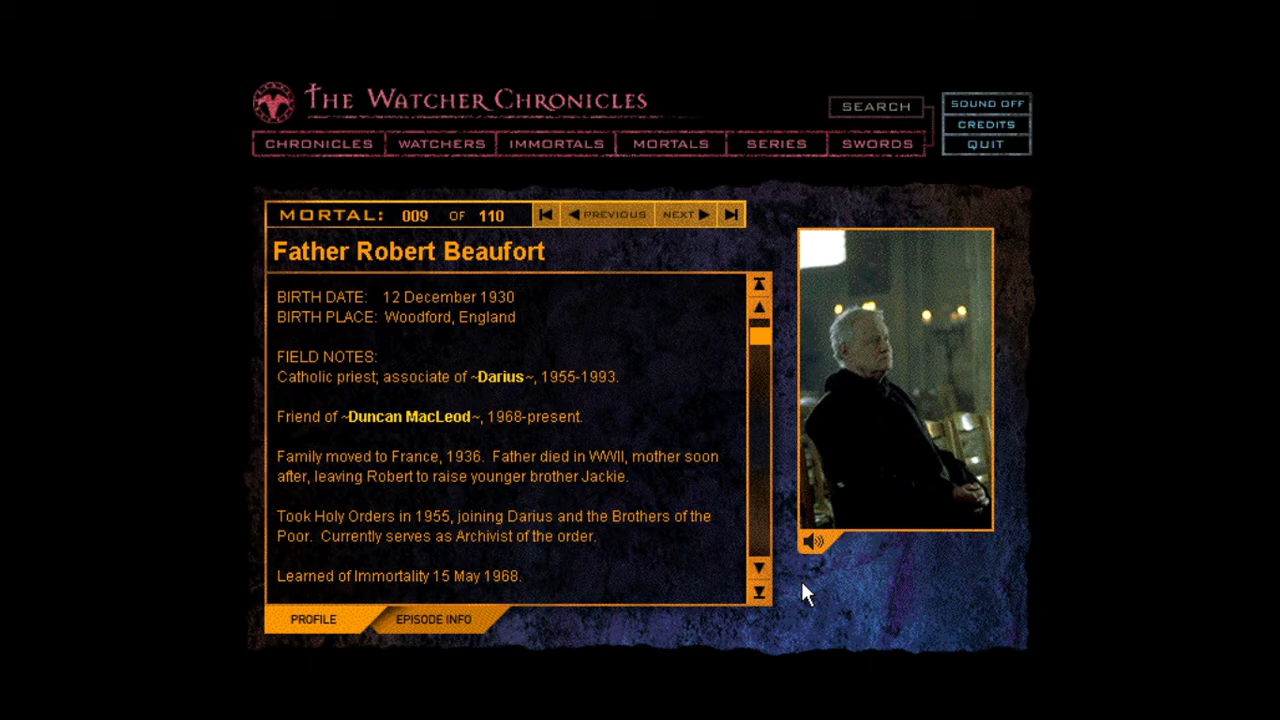 THE WATCHER CHRONICLES
SEARCH
SOUND OFF
CREDITS
QUIT
CHRONICLES WATCHERS IMMORTALS MORTALS SERIES SWORDS
MORTAL: 009 OF 110 PREVIOUS NEXT
Father Robert Beaufort
BIRTH DATE: 12 December 1930
BIRTH PLACE: Woodford, England
FIELD NOTES:
Catholic priest; associate of ~Darius~, 1955-1993.
Friend of ~Duncan MacLeod~, 1968-present.
Family moved to France, 1936. Father died in WWII, mother soon
after, leaving Robert to raise younger brother Jackie.
Took Holy Orders in 1955, joining Darius and the Brothers of the
Poor. Currently serves as Archivist of the order.
Learned of Immortality 15 May 1968.
PROFILE EPISODE INFO